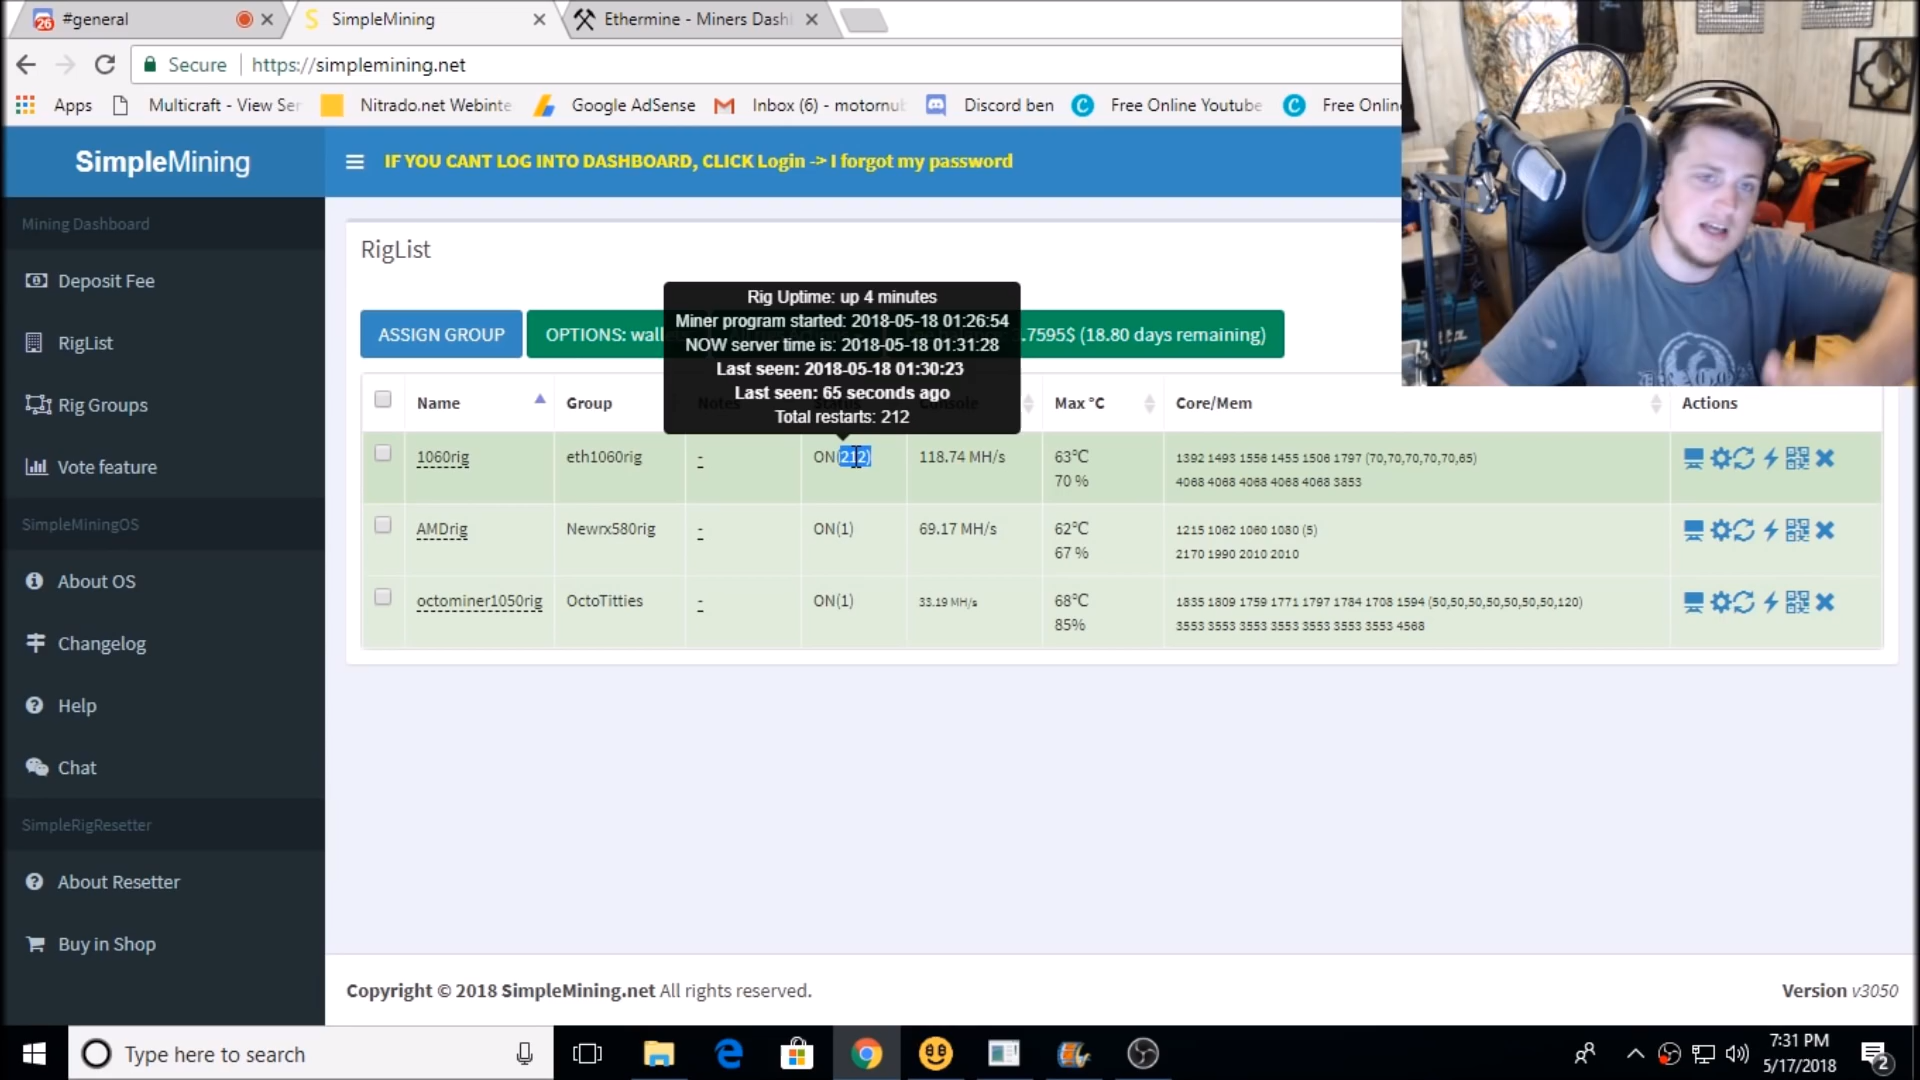 #general
SimpleMining
Ethermine - Miners Dash
Secure
https://simplemining.net
Apps
Multicraft - View Ser
Nitrado.net Webinte
Google AdSense
Inbox (6) - motornu
Discord ben
Free Online Youtube
Free Onlin
SimpleMining
IF YOU CANT LOG INTO DASHBOARD, CLICK Login -> I forgot my password
Mining Dashboard
Deposit Fee
RigList
Rig Groups
Vote feature
SimpleMiningOS
About OS
Changelog
Help
Chat
SimpleRigResetter
About Resetter
Buy in Shop
RigList
ASSIGN GROUP
OPTIONS: wall
.7595$ (18.80 days remaining)
Rig Uptime: up 4 minutes
Miner program started: 2018-05-18 01:26:54
NOW server time is: 2018-05-18 01:31:28
Last seen: 2018-05-18 01:30:23
Last seen: 65 seconds ago
Total restarts: 212
Name Group Notes Status Console Max °C Core/Mem Actions
1060rig eth1060rig - ON(212) 118.74 MH/s 63°C 1392 1493 1556 1455 1506 1797 (70,70,70,70,70,65)
70 % 4068 4068 4068 4068 4068 3853
AMDrig Newrx580rig - ON(1) 69.17 MH/s 62°C 1215 1062 1060 1080 (5)
67 % 2170 1990 2010 2010
octominer1050rig OctoTitties - ON(1) 33.19 MH/s 68°C 1835 1809 1759 1771 1797 1784 1708 1594 (50,50,50,50,50,50,50,120)
85% 3553 3553 3553 3553 3553 3553 3553 4568
Copyright © 2018 SimpleMining.net All rights reserved.
Version v3050
Type here to search
7:31 PM
5/17/2018
2
26